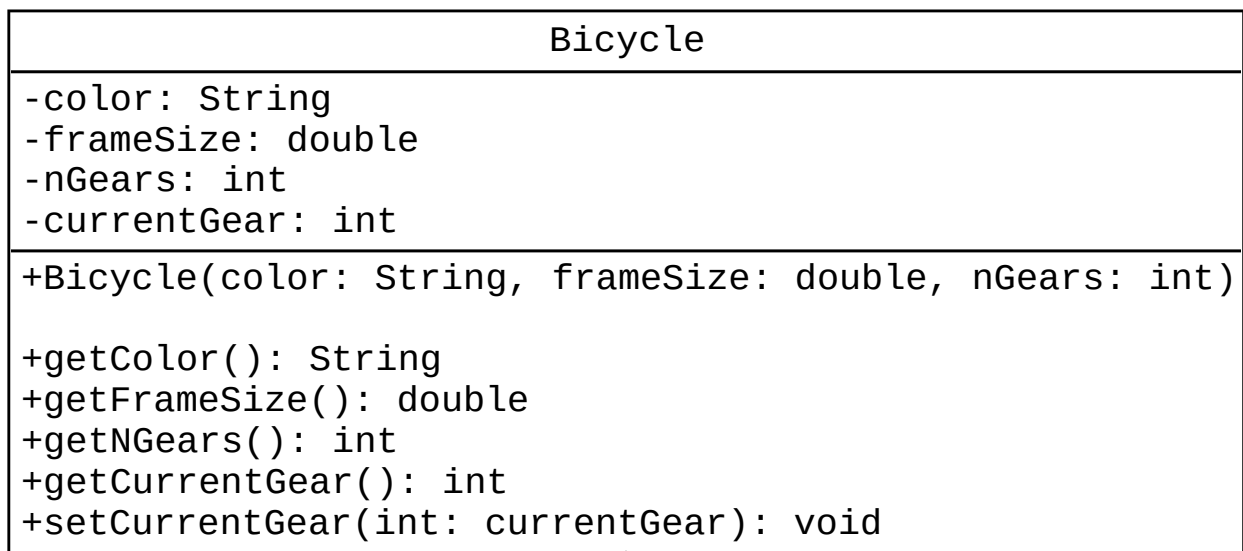 Bicycle
-color: String
-frameSize: double
-nGears: int
-currentGear: int
+Bicycle(color: String, frameSize: double, nGears: int)
+getColor(): String
+getFrameSize(): double
+getNGears(): int
+getCurrentGear(): int
+setCurrentGear(int: currentGear): void